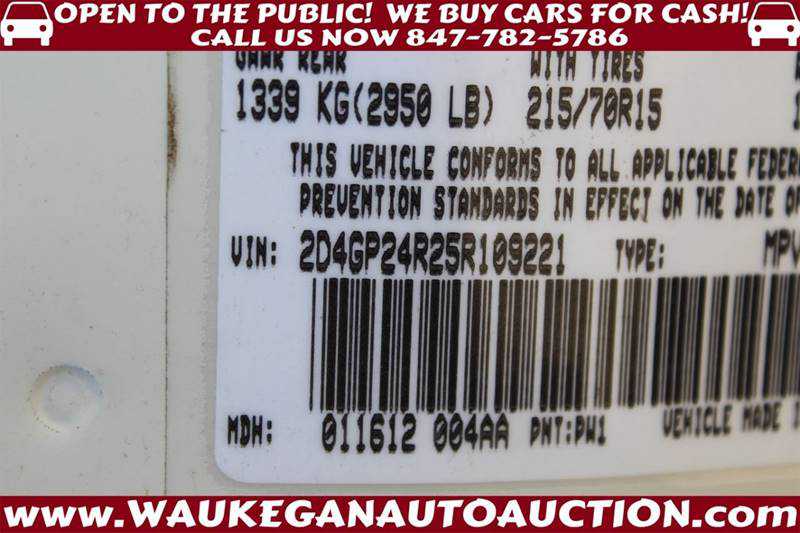 OPEN TO THE PUBLIC! WE BUY CARS FOR CASH!
CALL US NOW 847-782-5786
GAWR REAR WITH TIRES
1339 KG(2950 LB) 215/70R15
THIS VEHICLE CONFORMS TO ALL APPLICABLE FEDER
PREVENTION STANDARDS IN EFFECT ON THE DATE OF
VIN: 2D4GP24R25R109221 TYPE: MPV
MDH: 011612 004AA PNT:PW1 VEHICLE MADE I
www.WAUKEGANAUTOAUCTION.com